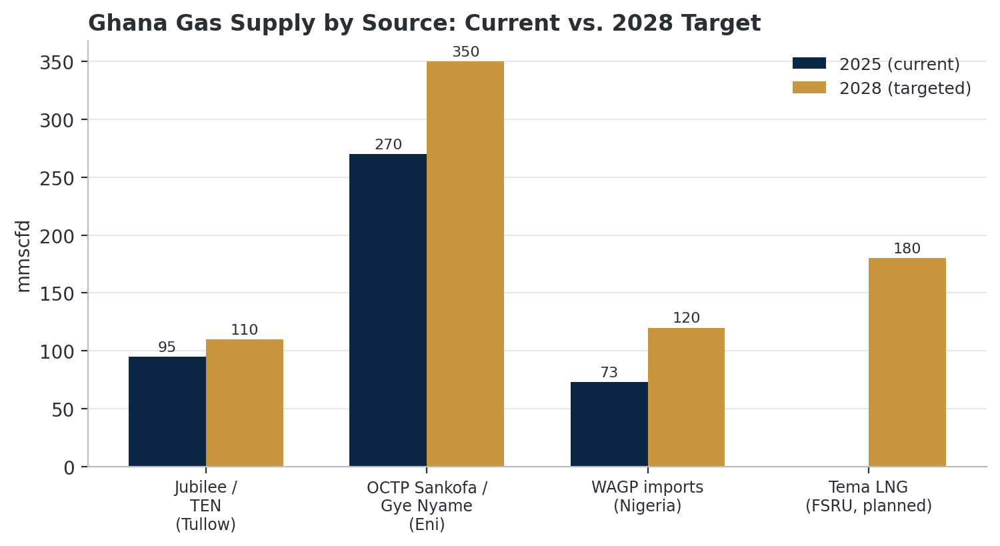 Ghana Gas Supply by Source: Current vs. 2028 Target
2025 (current)
2028 (targeted)
mmscfd
350
300
250
200
150
100
50
0
95
110
270
350
73
120
180
Jubilee /
TEN
(Tullow)
OCTP Sankofa /
Gye Nyame
(Eni)
WAGP imports
(Nigeria)
Tema LNG
(FSRU, planned)